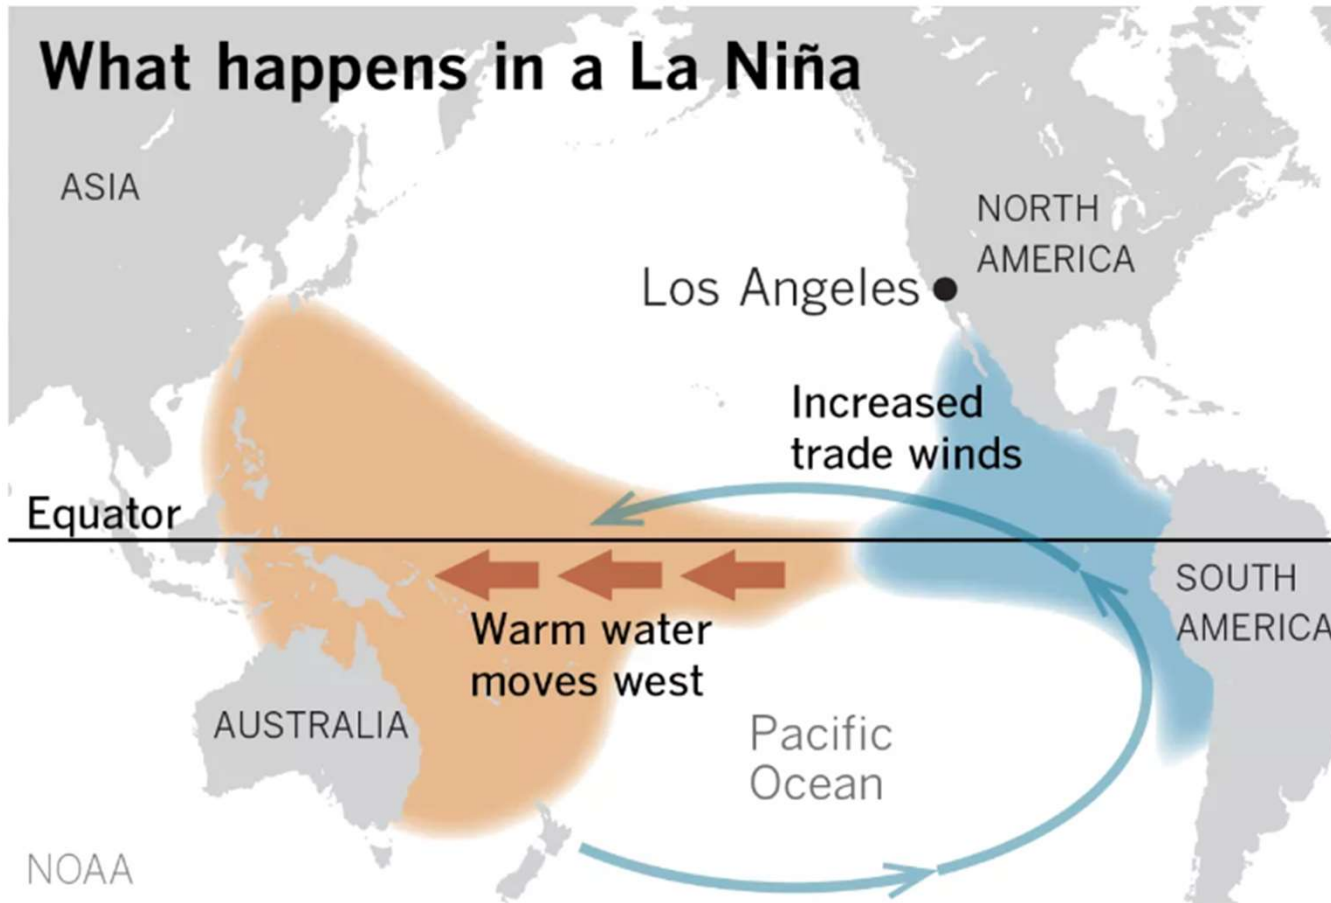 What happens in a La Niña
ASIA
NORTH
AMERICA
Los Angeles
Increased
trade winds
Equator
SOUTH
AMERICA
Warm water
moves west
AUSTRALIA
Pacific
Ocean
NOAA